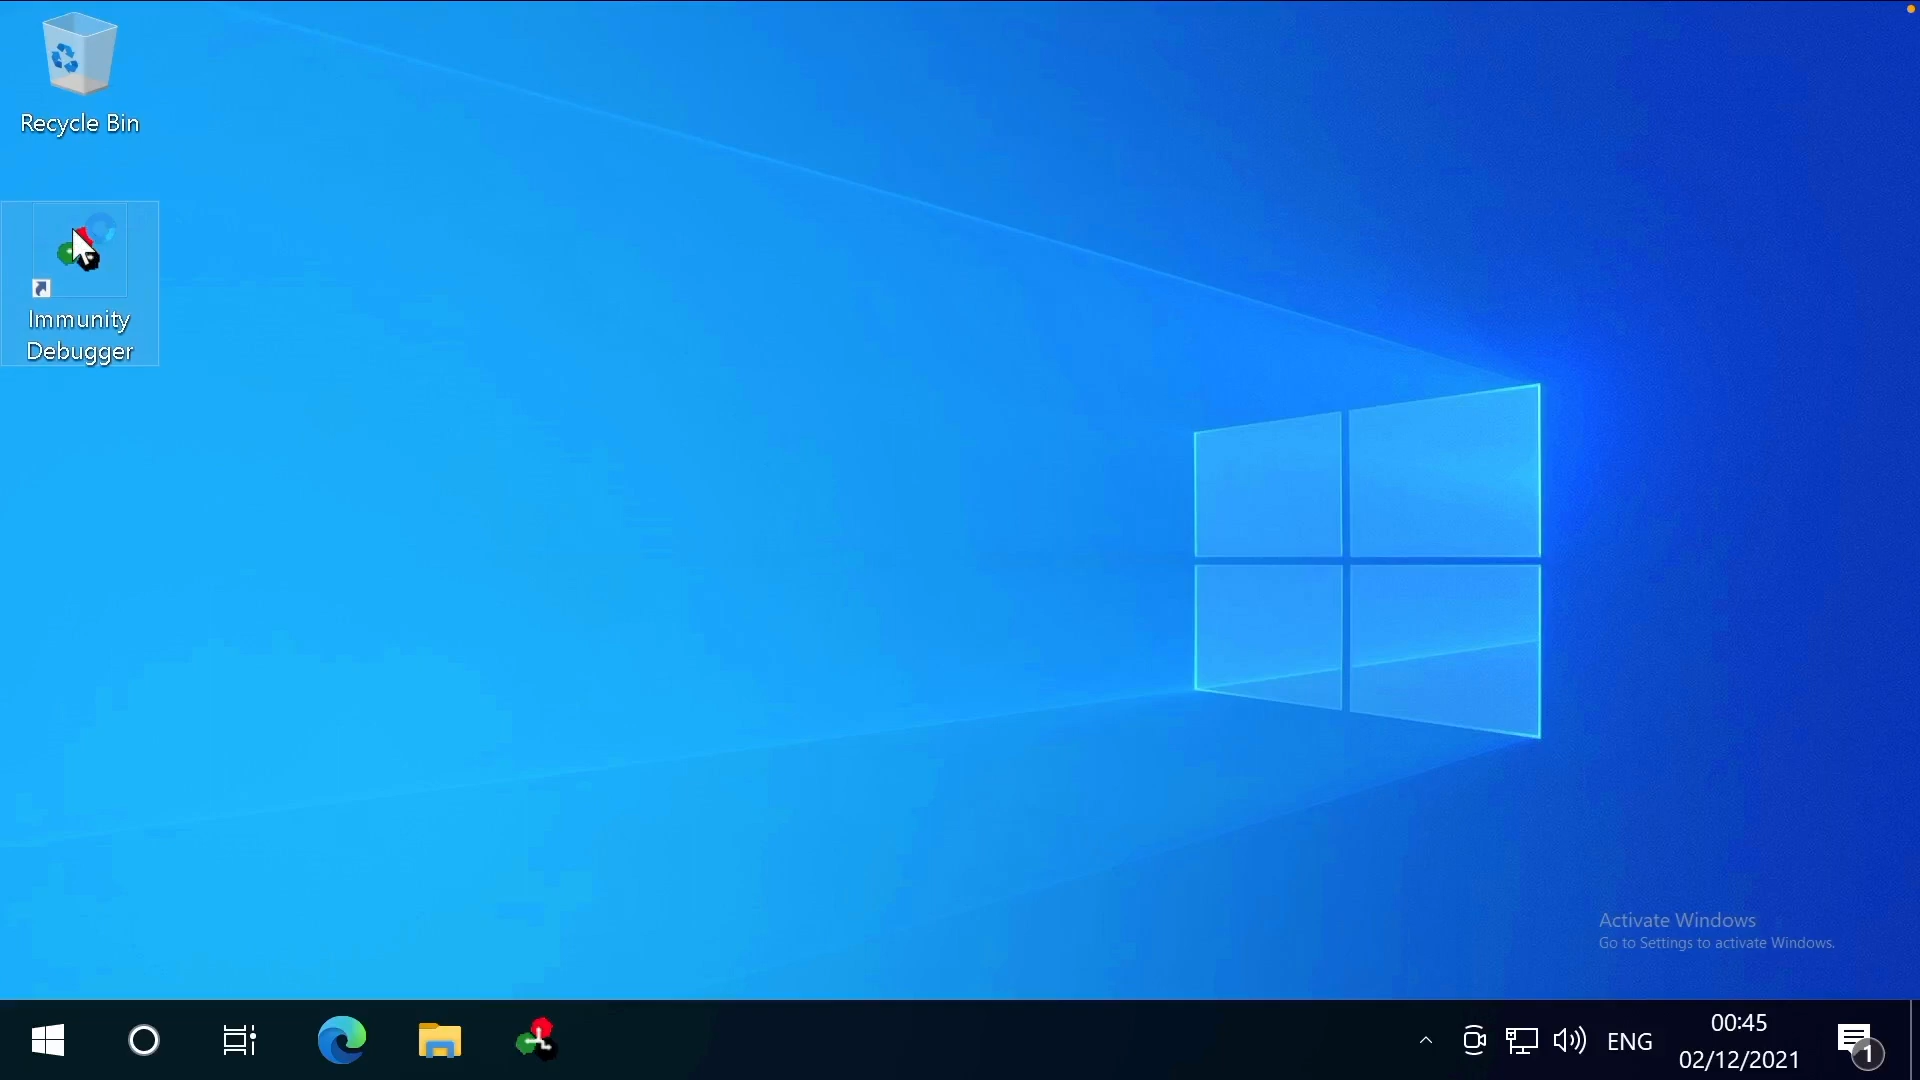 Recycle Bin
Immunity
Debugger
Activate Windows
Go to Settings to activate Windows.
ENG
00:45
02/12/2021
1